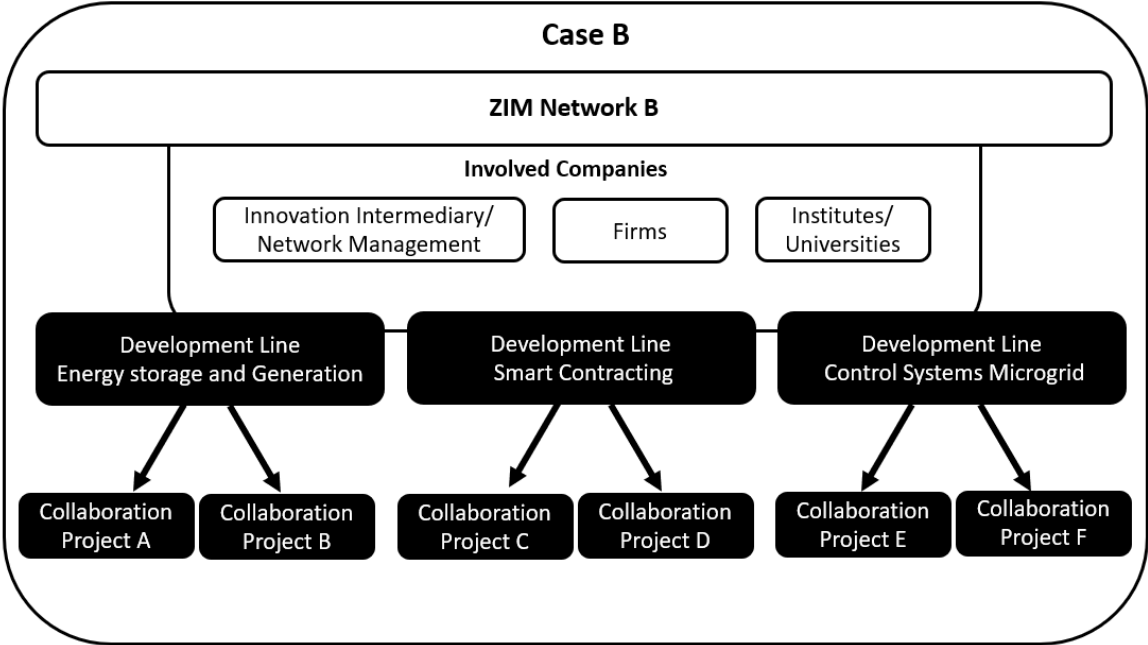 Case B
ZIM Network B
Involved Companies
Innovation Intermediary/
Network Management
Firms
Institutes/
Universities
Development Line
Energy storage and Generation
Development Line
Smart Contracting
Development Line
Control Systems Microgrid
Collaboration
Project A
Collaboration
Project B
Collaboration
Project C
Collaboration
Project D
Collaboration
Project E
Collaboration
Project F